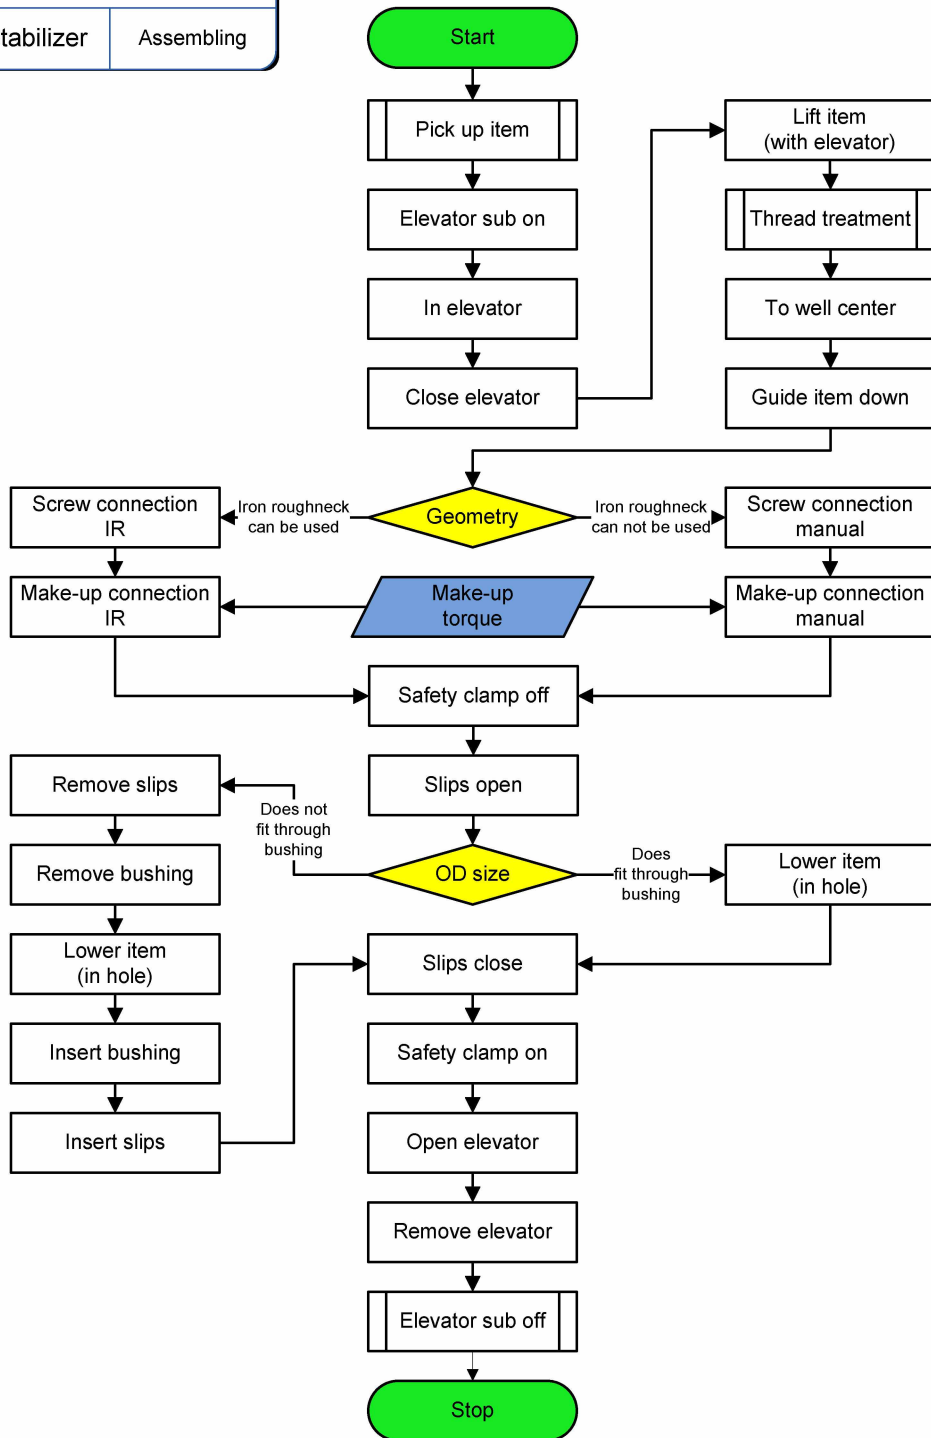 tabilizer
Assembling
Start
Pick up item
Elevator sub on
In elevator
Close elevator
Lift item
(with elevator)
Thread treatment
To well center
Guide item down
Geometry
Iron roughneck
can be used
Iron roughneck
can not be used
Screw connection
IR
Screw connection
manual
Make-up connection
IR
Make-up
torque
Make-up connection
manual
Safety clamp off
Slips open
OD size
Does not
fit through
bushing
Does
fit through
bushing
Remove slips
Remove bushing
Lower item
(in hole)
Insert bushing
Insert slips
Lower item
(in hole)
Slips close
Safety clamp on
Open elevator
Remove elevator
Elevator sub off
Stop